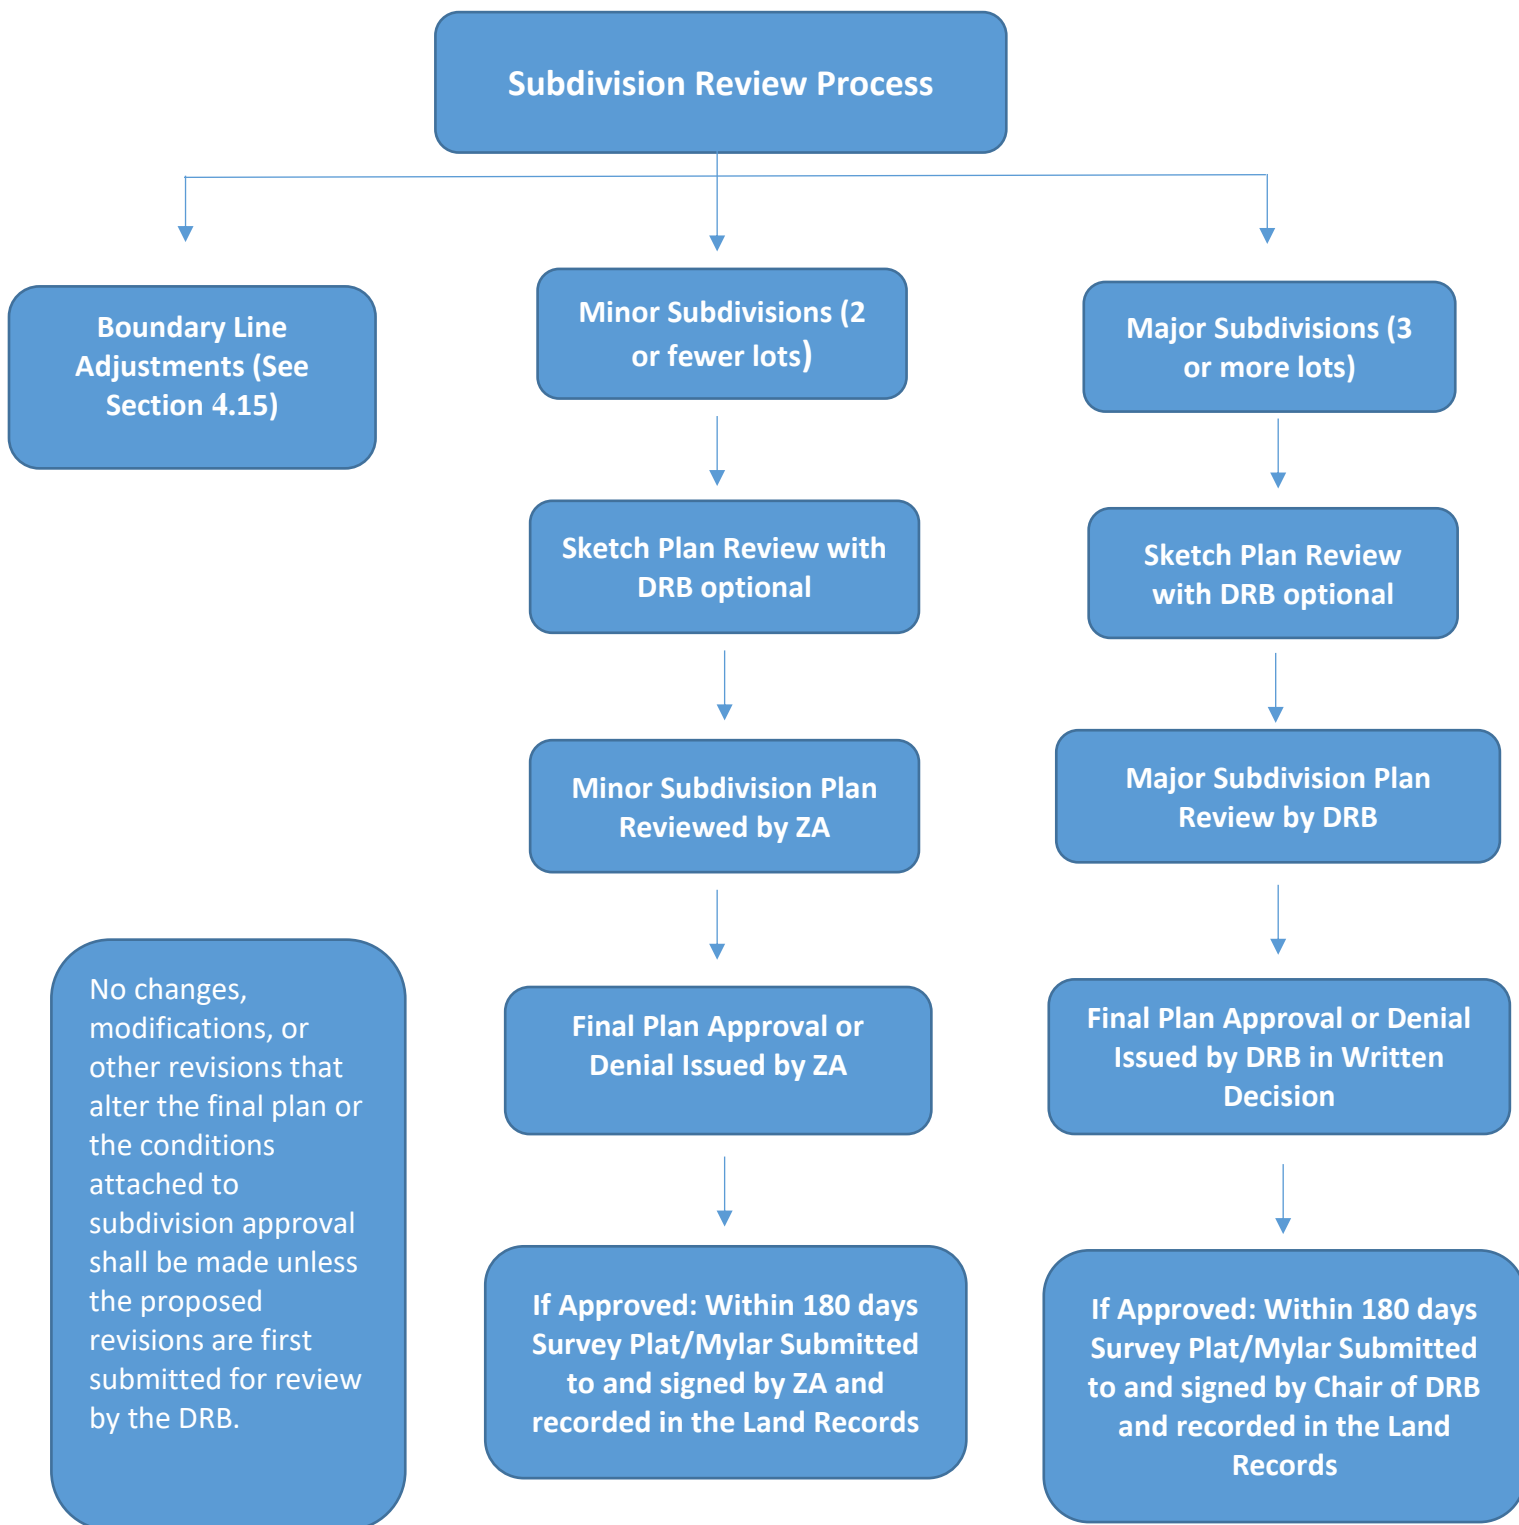 Subdivision Review Process
Boundary Line
Adjustments (See
Section 4.15)
Minor Subdivisions (2
or fewer lots)
Major Subdivisions (3
or more lots)
Sketch Plan Review with
DRB optional
Sketch Plan Review
with DRB optional
Minor Subdivision Plan
Reviewed by ZA
Major Subdivision Plan
Review by DRB
No changes,
modifications, or
other revisions that
alter the final plan or
the conditions
attached to
subdivision approval
shall be made unless
the proposed
revisions are first
submitted for review
by the DRB.
Final Plan Approval or
Denial Issued by ZA
Final Plan Approval or Denial
Issued by DRB in Written
Decision
If Approved: Within 180 days
Survey Plat/Mylar Submitted
to and signed by ZA and
recorded in the Land Records
If Approved: Within 180 days
Survey Plat/Mylar Submitted
to and signed by Chair of DRB
and recorded in the Land
Records